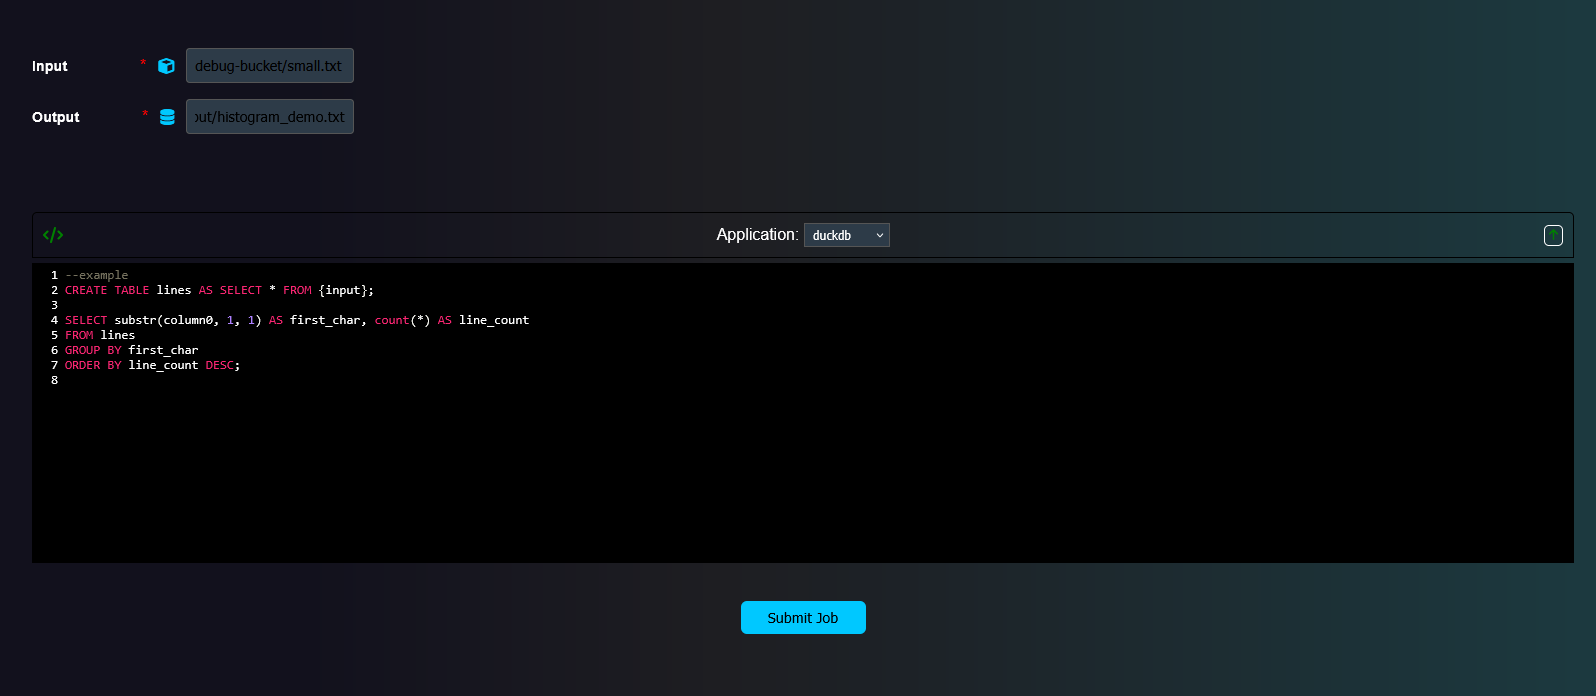 Input * debug-bucket/small.txt
Output * out/histogram_demo.txt
</> Application: duckdb
1 --example
2 CREATE TABLE lines AS SELECT * FROM {input};
3
4 SELECT substr(column0, 1, 1) AS first_char, count(*) AS line_count
5 FROM lines
6 GROUP BY first_char
7 ORDER BY line_count DESC;
8
Submit Job